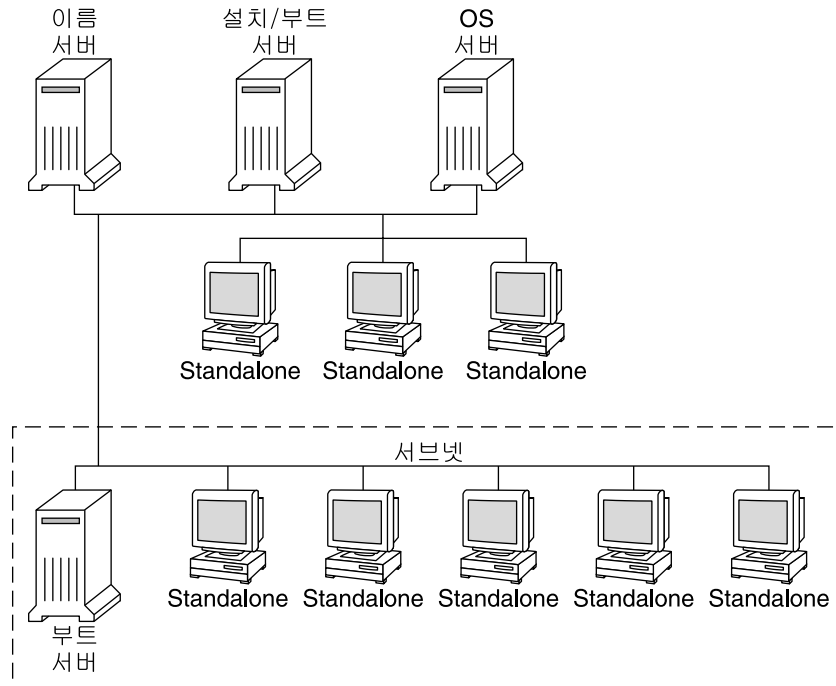 이름
서버
설치/부트
서버
OS
서버
Standalone Standalone Standalone
서브넷
Standalone Standalone Standalone Standalone Standalone
부트
서버